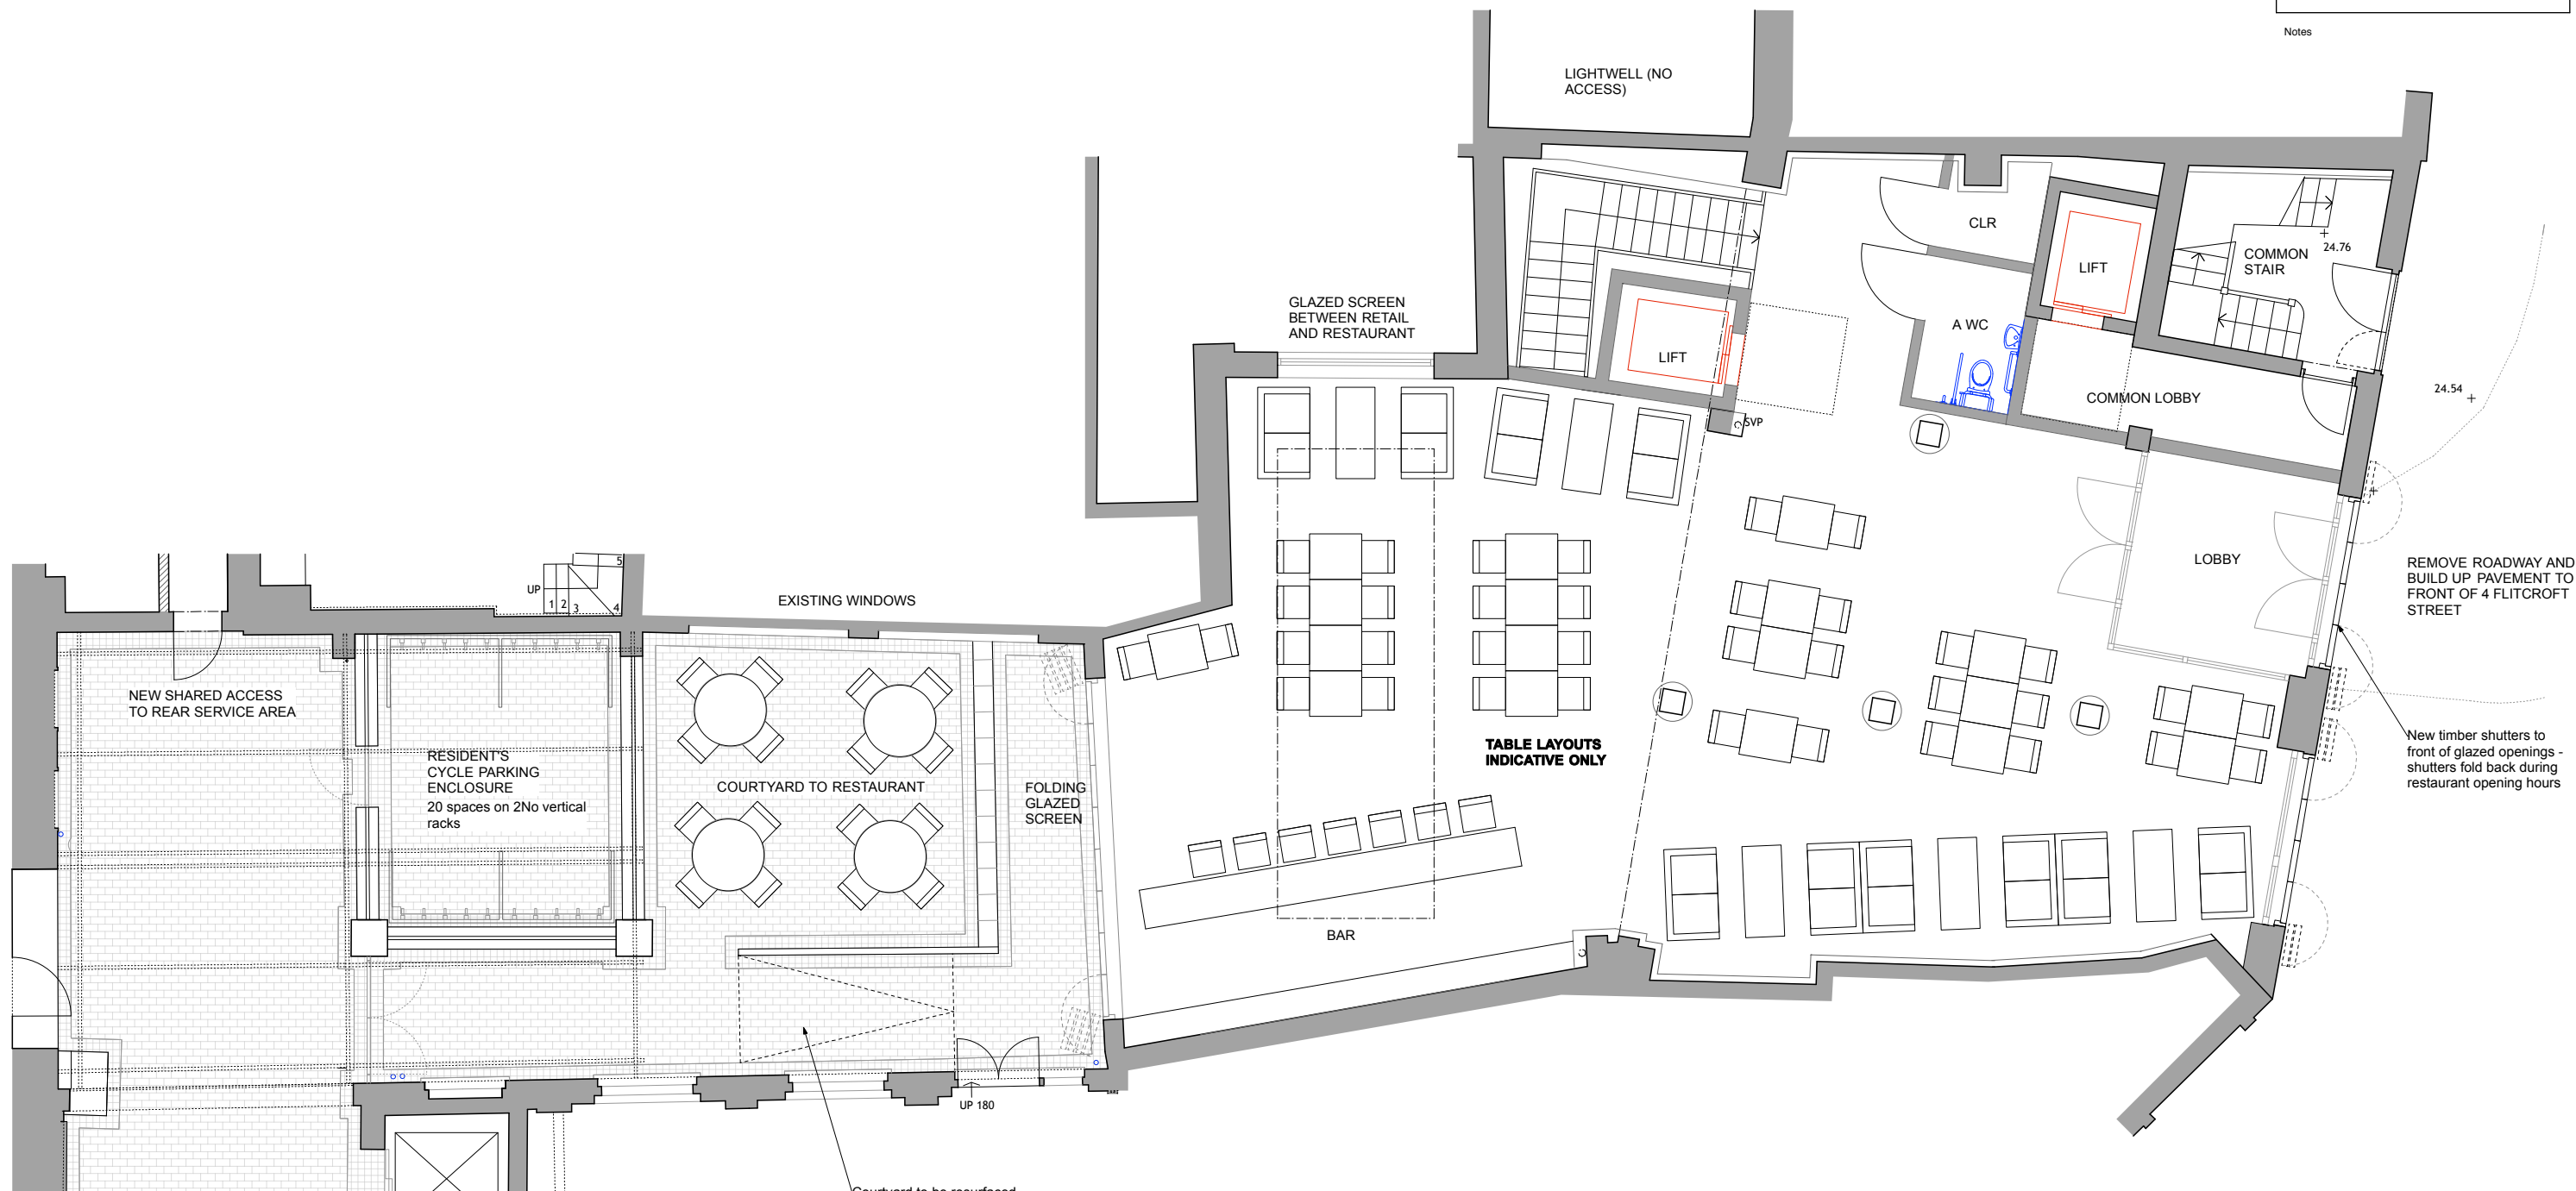 Notes
LIGHTWELL (NO
ACCESS)
CLR
LIFT
COMMON
STAIR
24.76
GLAZED SCREEN
BETWEEN RETAIL
AND RESTAURANT
LIFT
A WC
COMMON LOBBY
24.54
SVP
LOBBY
REMOVE ROADWAY AND
BUILD UP PAVEMENT TO
FRONT OF 4 FLITCROFT
STREET
UP
1 2 3 4 5
EXISTING WINDOWS
NEW SHARED ACCESS
TO REAR SERVICE AREA
RESIDENT'S
CYCLE PARKING
ENCLOSURE
20 spaces on 2No vertical
racks
COURTYARD TO RESTAURANT
FOLDING
GLAZED
SCREEN
TABLE LAYOUTS
INDICATIVE ONLY
New timber shutters to
front of glazed openings -
shutters fold back during
restaurant opening hours
BAR
UP 180
Courtyard to be resurfaced